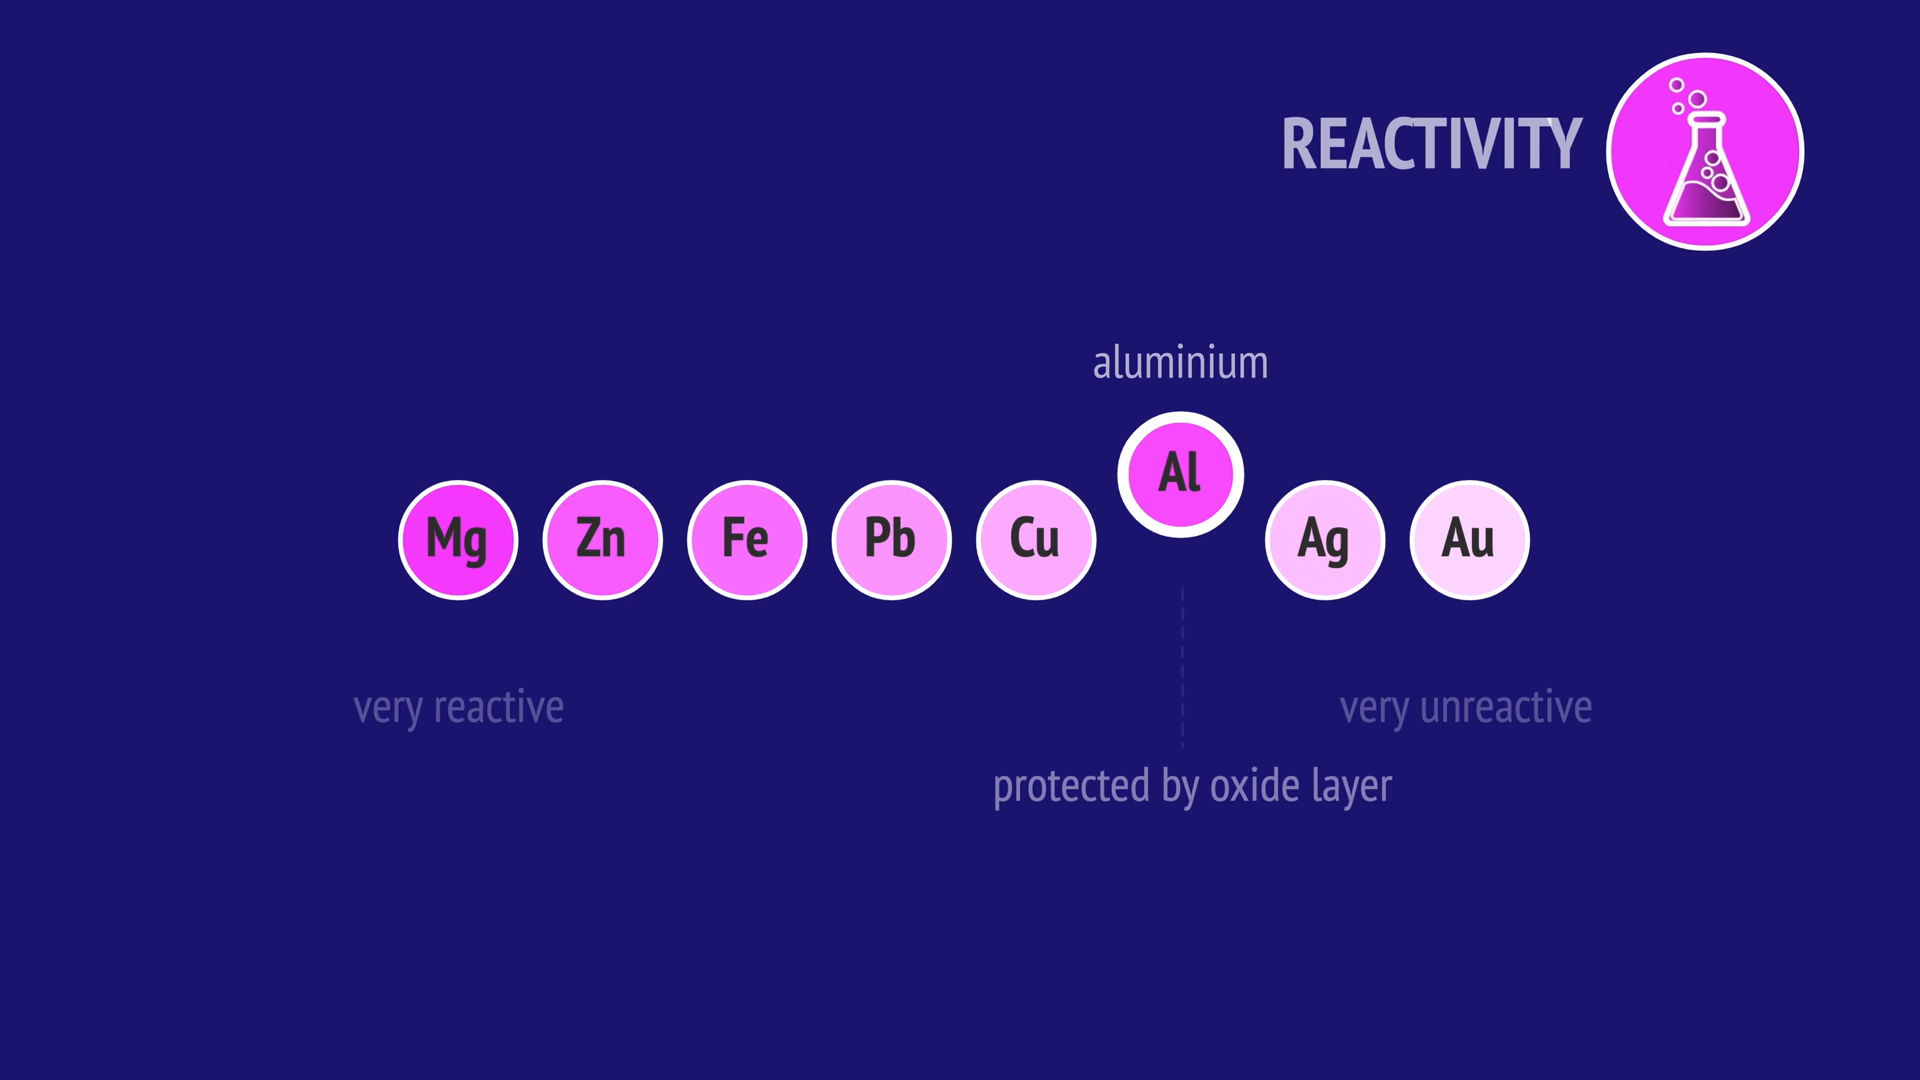 REACTIVITY
aluminium
Mg Zn Fe Pb Cu Al Ag Au
very reactive very unreactive
protected by oxide layer